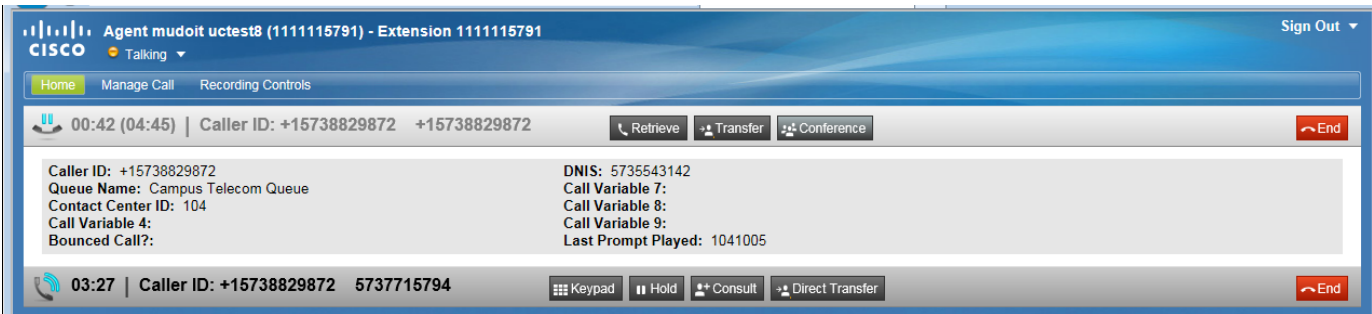 Agent mudoit uctest8 (1111115791) - Extension 1111115791
Sign Out
CISCO
Talking
Home Manage Call Recording Controls
00:42 (04:45) | Caller ID: +15738829872 +15738829872 Retrieve Transfer Conference End
Caller ID: +15738829872 DNIS: 5735543142
Queue Name: Campus Telecom Queue Call Variable 7:
Contact Center ID: 104 Call Variable 8:
Call Variable 4: Call Variable 9:
Bounced Call?: Last Prompt Played: 1041005
03:27 | Caller ID: +15738829872 5737715794 Keypad Hold Consult Direct Transfer End